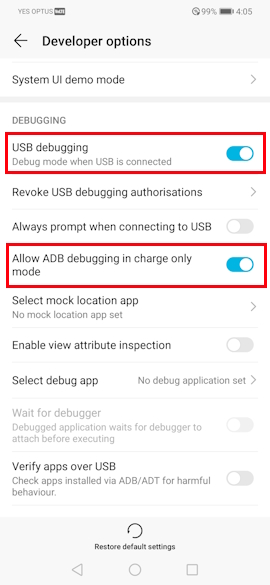 YES OPTUS VoLTE 99% 4:05
Developer options
System UI demo mode
DEBUGGING
USB debugging
Debug mode when USB is connected
Revoke USB debugging authorisations
Always prompt when connecting to USB
Allow ADB debugging in charge only
mode
Select mock location app
No mock location app set
Enable view attribute inspection
Select debug app No debug application set
Wait for debugger
Debugged application waits for debugger to
attach before executing
Verify apps over USB
Check apps installed via ADB/ADT for harmful
behaviour.
Restore default settings